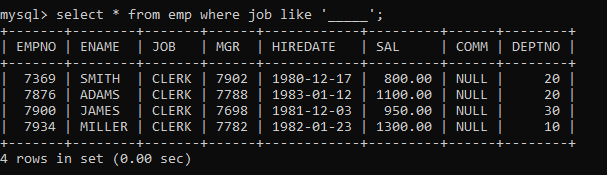 mysql> select * from emp where job like '_____';
+-------+--------+-------+------+------------+---------+------+--------+
| EMPNO | ENAME  | JOB   | MGR  | HIREDATE   | SAL     | COMM | DEPTNO |
+-------+--------+-------+------+------------+---------+------+--------+
|  7369 | SMITH  | CLERK | 7902 | 1980-12-17 |  800.00 | NULL |     20 |
|  7876 | ADAMS  | CLERK | 7788 | 1983-01-12 | 1100.00 | NULL |     20 |
|  7900 | JAMES  | CLERK | 7698 | 1981-12-03 |  950.00 | NULL |     30 |
|  7934 | MILLER | CLERK | 7782 | 1982-01-23 | 1300.00 | NULL |     10 |
+-------+--------+-------+------+------------+---------+------+--------+
4 rows in set (0.00 sec)